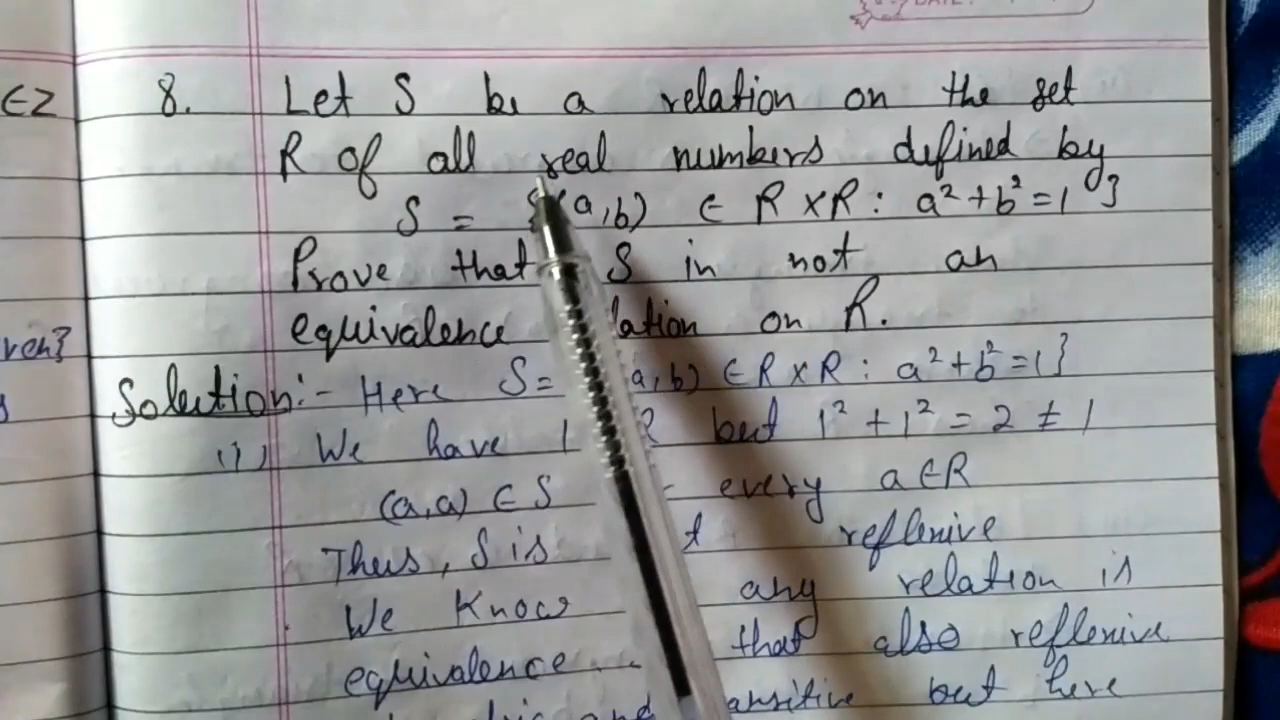 ∈Z
8. Let S be a relation on the set
R of all real numbers defined by
S = {(a,b) ∈ R×R : a²+b²=1}
Prove that S in not an
equivalence lation on R.
ven}
Solution:- Here S= a,b) ∈ R×R : a²+b²=1}
(i) We have 1 R but 1²+1² = 2 ≠ 1
(a,a) ∈ S every a∈R
Thus, S is t reflexive
We Know any relation is
equivalence that also reflexive
and ansitive but here